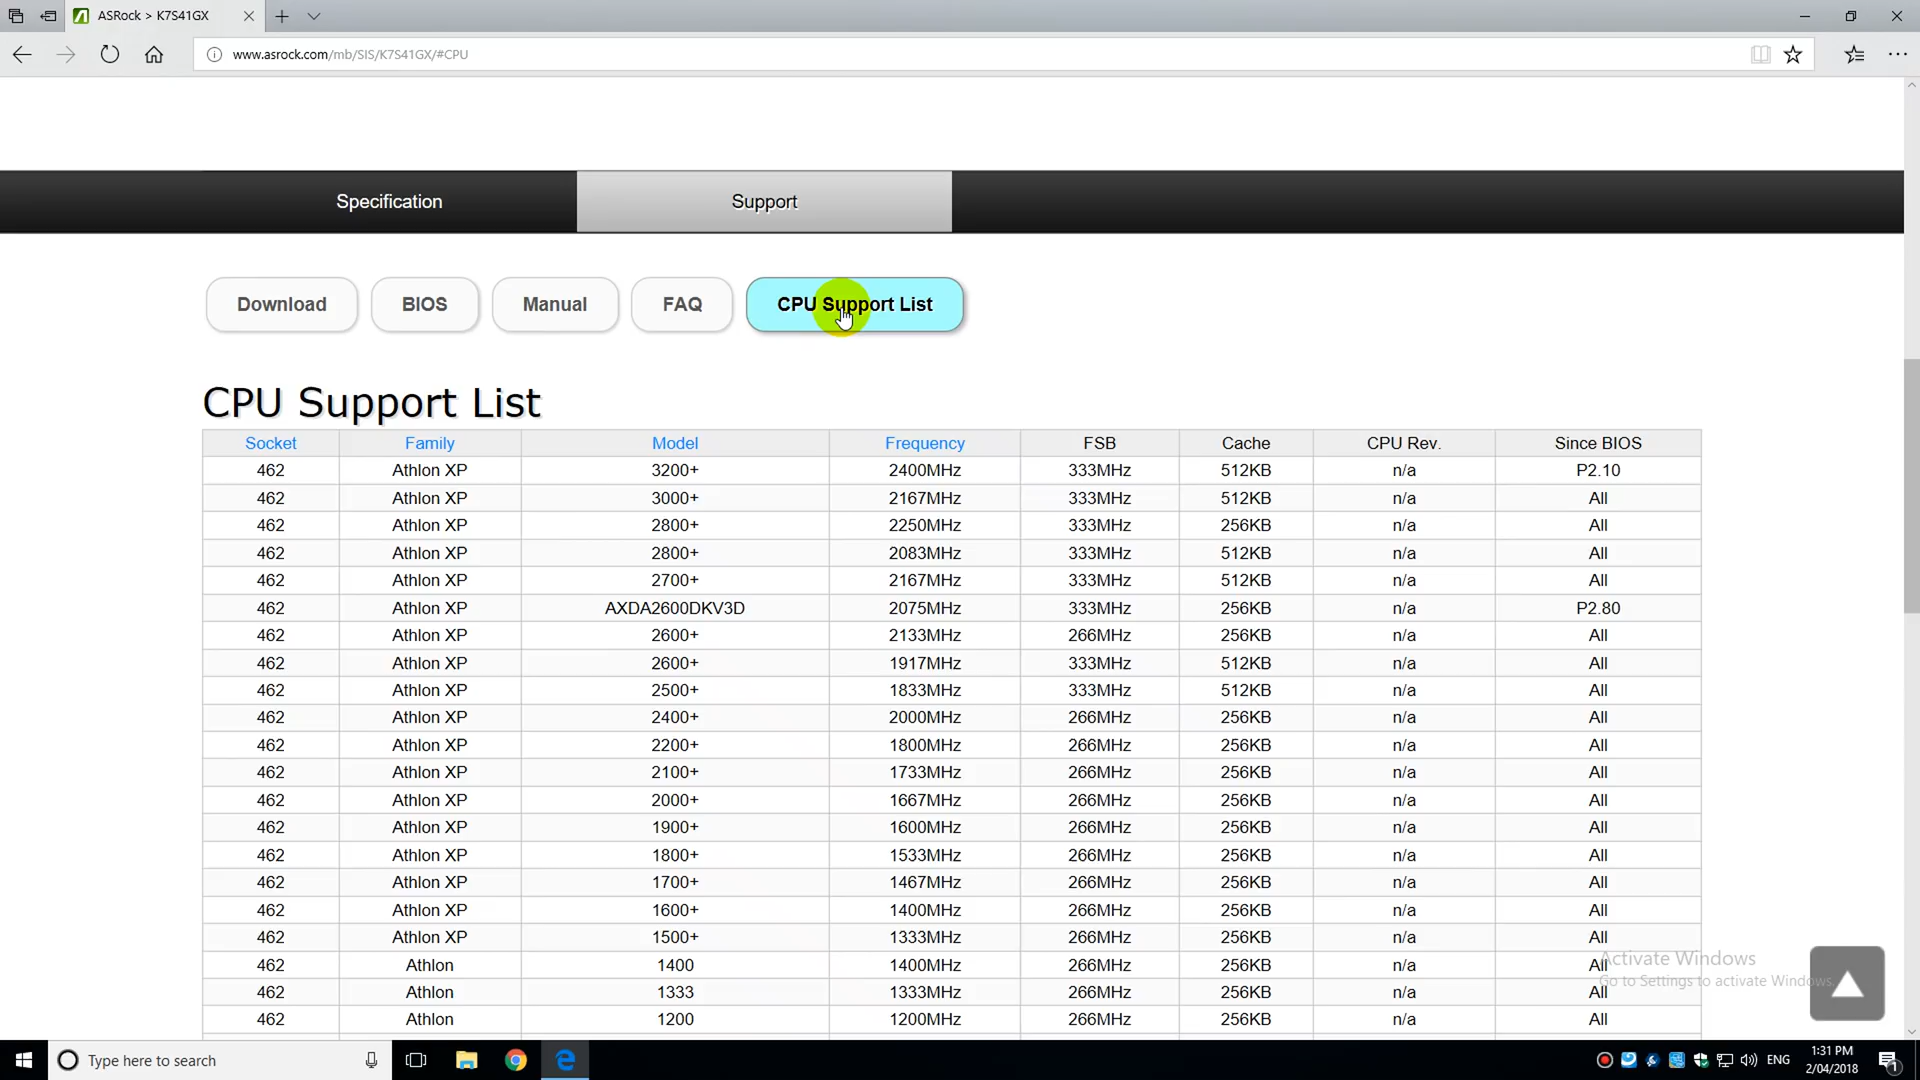 ASRock > K7S41GX
www.asrock.com/mb/SIS/K7S41GX/#CPU
Specification Support
Download BIOS Manual FAQ CPU Support List
CPU Support List
Socket Family Model Frequency FSB Cache CPU Rev. Since BIOS
462 Athlon XP 3200+ 2400MHz 333MHz 512KB n/a P2.10
462 Athlon XP 3000+ 2167MHz 333MHz 512KB n/a All
462 Athlon XP 2800+ 2250MHz 333MHz 256KB n/a All
462 Athlon XP 2800+ 2083MHz 333MHz 512KB n/a All
462 Athlon XP 2700+ 2167MHz 333MHz 512KB n/a All
462 Athlon XP AXDA2600DKV3D 2075MHz 333MHz 256KB n/a P2.80
462 Athlon XP 2600+ 2133MHz 266MHz 256KB n/a All
462 Athlon XP 2600+ 1917MHz 333MHz 512KB n/a All
462 Athlon XP 2500+ 1833MHz 333MHz 512KB n/a All
462 Athlon XP 2400+ 2000MHz 266MHz 256KB n/a All
462 Athlon XP 2200+ 1800MHz 266MHz 256KB n/a All
462 Athlon XP 2100+ 1733MHz 266MHz 256KB n/a All
462 Athlon XP 2000+ 1667MHz 266MHz 256KB n/a All
462 Athlon XP 1900+ 1600MHz 266MHz 256KB n/a All
462 Athlon XP 1800+ 1533MHz 266MHz 256KB n/a All
462 Athlon XP 1700+ 1467MHz 266MHz 256KB n/a All
462 Athlon XP 1600+ 1400MHz 266MHz 256KB n/a All
462 Athlon XP 1500+ 1333MHz 266MHz 256KB n/a All
462 Athlon 1400 1400MHz 266MHz 256KB n/a All
462 Athlon 1333 1333MHz 266MHz 256KB n/a All
462 Athlon 1200 1200MHz 266MHz 256KB n/a All
Activate Windows
Go to Settings to activate Windows.
Type here to search
ENG
1:31 PM
2/04/2018
1